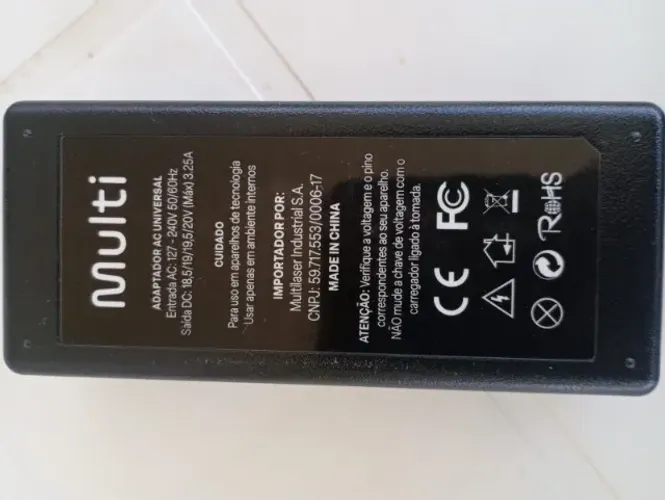 Multi
ADAPTADOR AC UNIVERSAL
Entrada AC: 127 - 240V 50/60Hz
Saída DC: 18,5/19/19,5/20V (Máx) 3.25A
CUIDADO
Para uso em aparelhos de tecnologia
Usar apenas em ambiente internos
IMPORTADOR POR:
Multilaser Industrial S.A.
CNPJ: 59.717.553/0006-17
MADE IN CHINA
ATENÇÃO: Verifique a voltagem e o pino
correspondentes ao seu aparelho.
NÃO mude a chave de voltagem com o
carregador ligado à tomada.
CE FC
RoHS